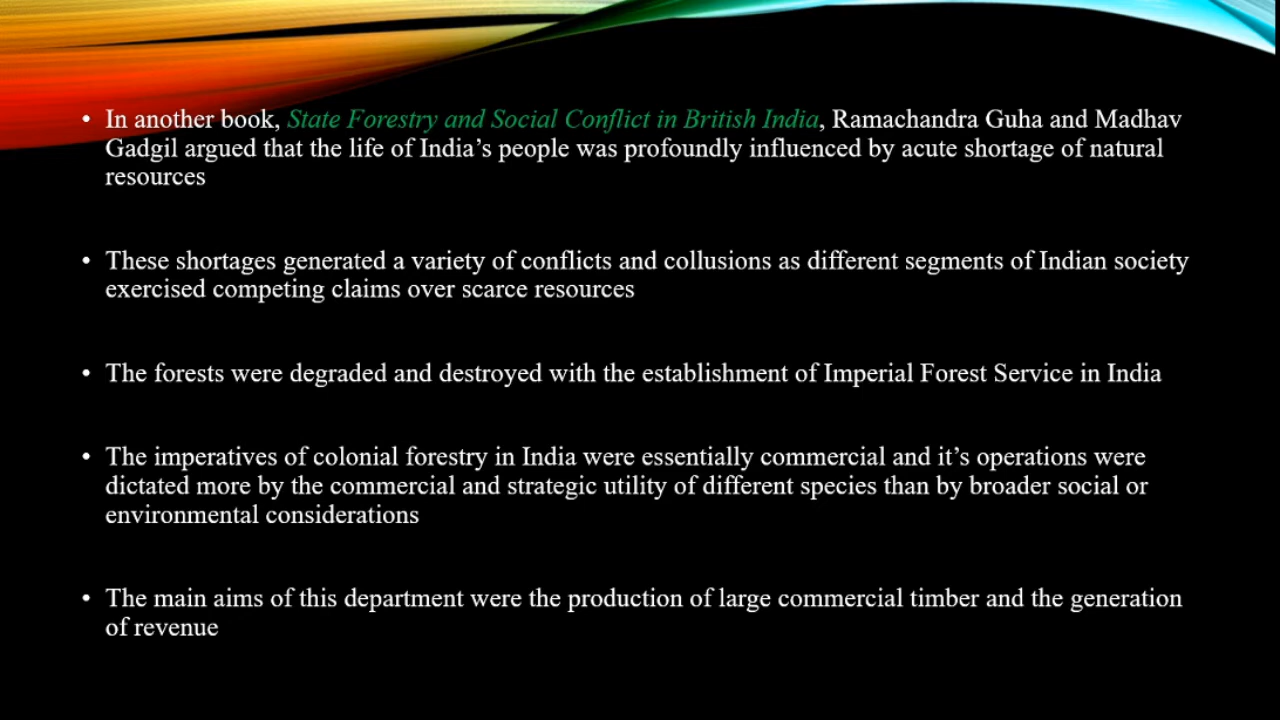 • In another book, State Forestry and Social Conflict in British India, Ramachandra Guha and Madhav
Gadgil argued that the life of India’s people was profoundly influenced by acute shortage of natural
resources
• These shortages generated a variety of conflicts and collusions as different segments of Indian society
exercised competing claims over scarce resources
• The forests were degraded and destroyed with the establishment of Imperial Forest Service in India
• The imperatives of colonial forestry in India were essentially commercial and it’s operations were
dictated more by the commercial and strategic utility of different species than by broader social or
environmental considerations
• The main aims of this department were the production of large commercial timber and the generation
of revenue